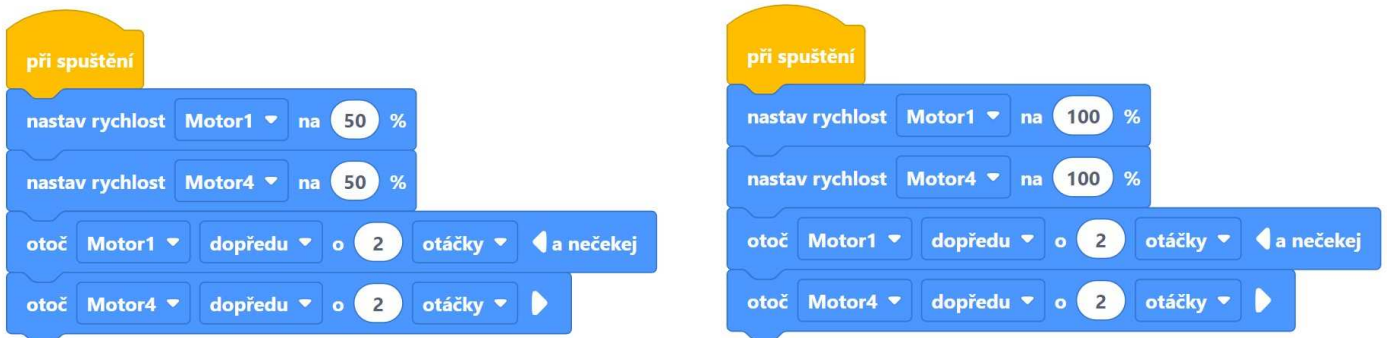 při spuštění
nastav rychlost Motor1 na 50 %
nastav rychlost Motor4 na 50 %
otoč Motor1 dopředu o 2 otáčky a nečekej
otoč Motor4 dopředu o 2 otáčky
při spuštění
nastav rychlost Motor1 na 100 %
nastav rychlost Motor4 na 100 %
otoč Motor1 dopředu o 2 otáčky a nečekej
otoč Motor4 dopředu o 2 otáčky